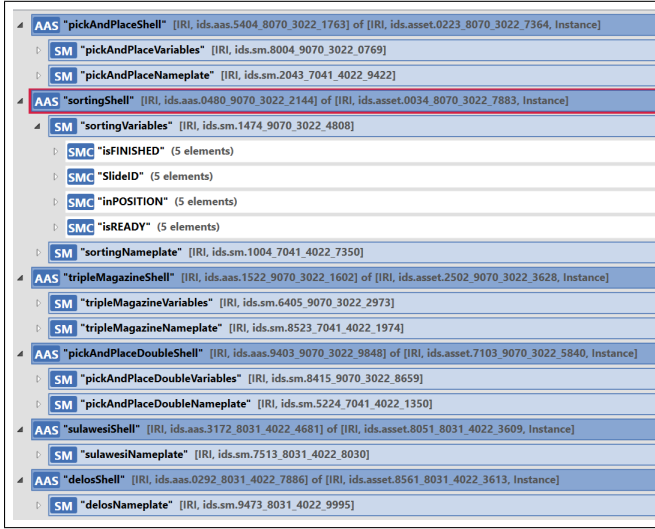 AAS "pickAndPlaceShell" [IRI, ids.aas.5404_8070_3022_1763] of [IRI, ids.asset.0223_8070_3022_7364, Instance]
SM "pickAndPlaceVariables" [IRI, ids.sm.8004_9070_3022_0769]
SM "pickAndPlaceNameplate" [IRI, ids.sm.2043_7041_4022_9422]
AAS "sortingShell" [IRI, ids.aas.0480_9070_3022_2144] of [IRI, ids.asset.0034_8070_3022_7883, Instance]
SM "sortingVariables" [IRI, ids.sm.1474_9070_3022_4808]
SMC "isFINISHED" (5 elements)
SMC "SlideID" (5 elements)
SMC "inPOSITION" (5 elements)
SMC "isREADY" (5 elements)
SM "sortingNameplate" [IRI, ids.sm.1004_7041_4022_7350]
AAS "tripleMagazineShell" [IRI, ids.aas.1522_9070_3022_1602] of [IRI, ids.asset.2502_9070_3022_3628, Instance]
SM "tripleMagazineVariables" [IRI, ids.sm.6405_9070_3022_2973]
SM "tripleMagazineNameplate" [IRI, ids.sm.8523_7041_4022_1974]
AAS "pickAndPlaceDoubleShell" [IRI, ids.aas.9403_9070_3022_9848] of [IRI, ids.asset.7103_9070_3022_5840, Instance]
SM "pickAndPlaceDoubleVariables" [IRI, ids.sm.8415_9070_3022_8659]
SM "pickAndPlaceDoubleNameplate" [IRI, ids.sm.5224_7041_4022_1350]
AAS "sulawesiShell" [IRI, ids.aas.3172_8031_4022_4681] of [IRI, ids.asset.8051_8031_4022_3609, Instance]
SM "sulawesiNameplate" [IRI, ids.sm.7513_8031_4022_8030]
AAS "delosShell" [IRI, ids.aas.0292_8031_4022_7886] of [IRI, ids.asset.8561_8031_4022_3613, Instance]
SM "delosNameplate" [IRI, ids.sm.9473_8031_4022_9995]